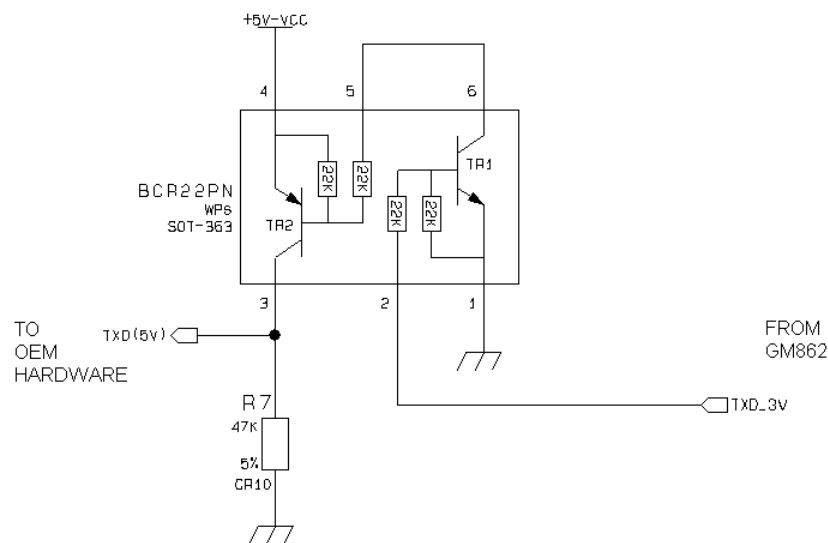 +5V-VCC
4
5
6
22K
22K
TR1
BCR22PN
WPs
SOT-363
TR2
22K
22K
3
2
1
TO
OEM
HARDWARE
TXD(5V)
FROM
GM862
TXD_3V
R7
47K
5%
CR10